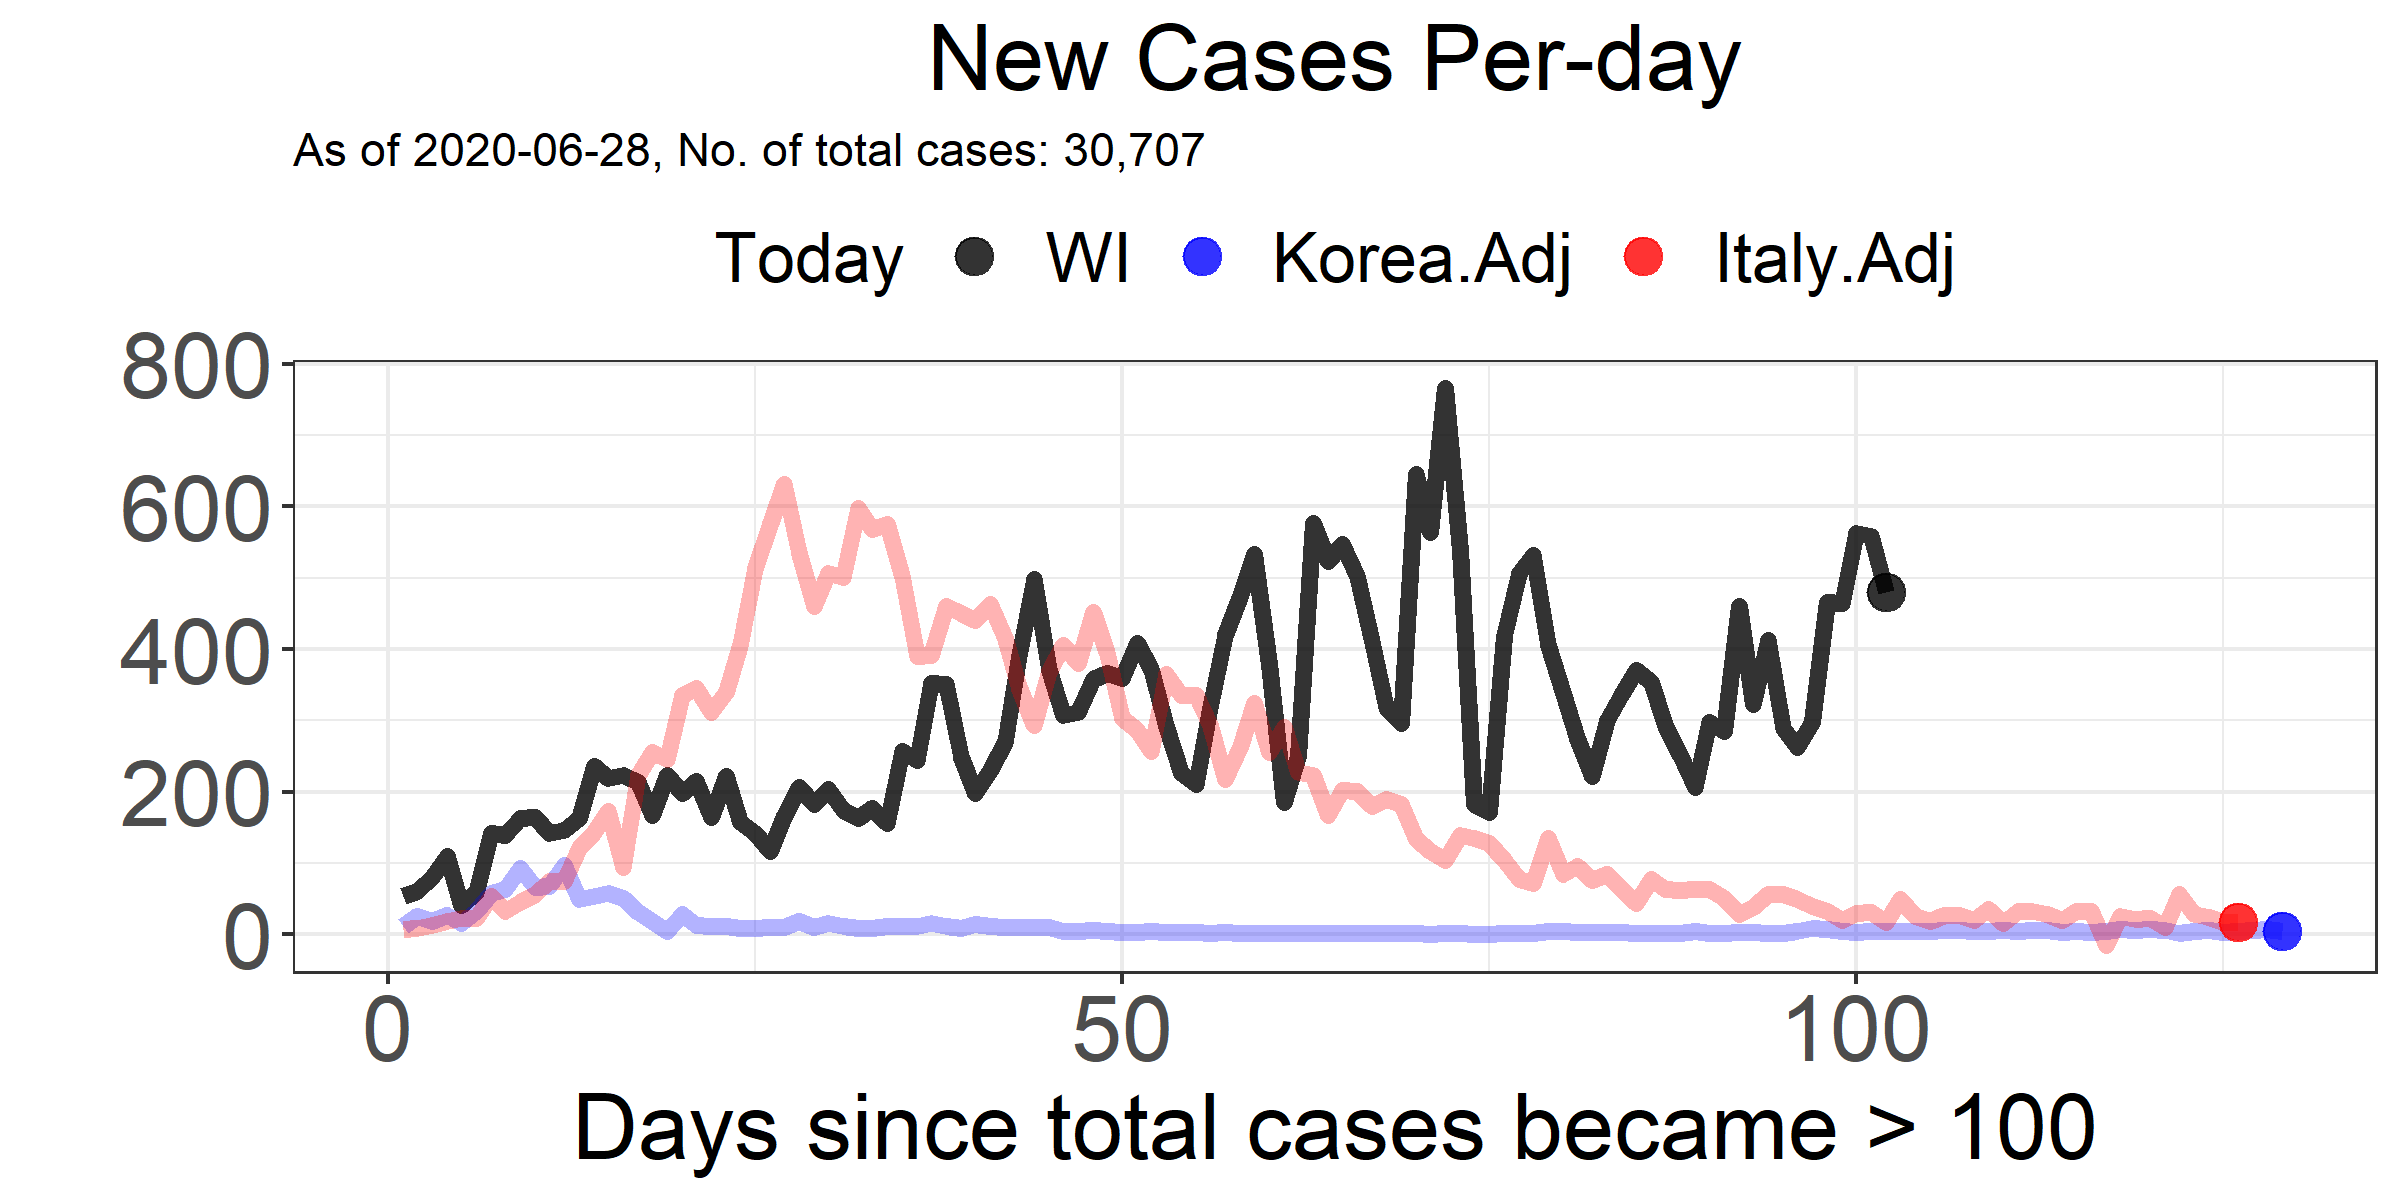 New Cases Per-day
As of 2020-06-28, No. of total cases: 30,707
Today WI Korea.Adj Italy.Adj
800
600
400
200
0
0 50 100
Days since total cases became > 100